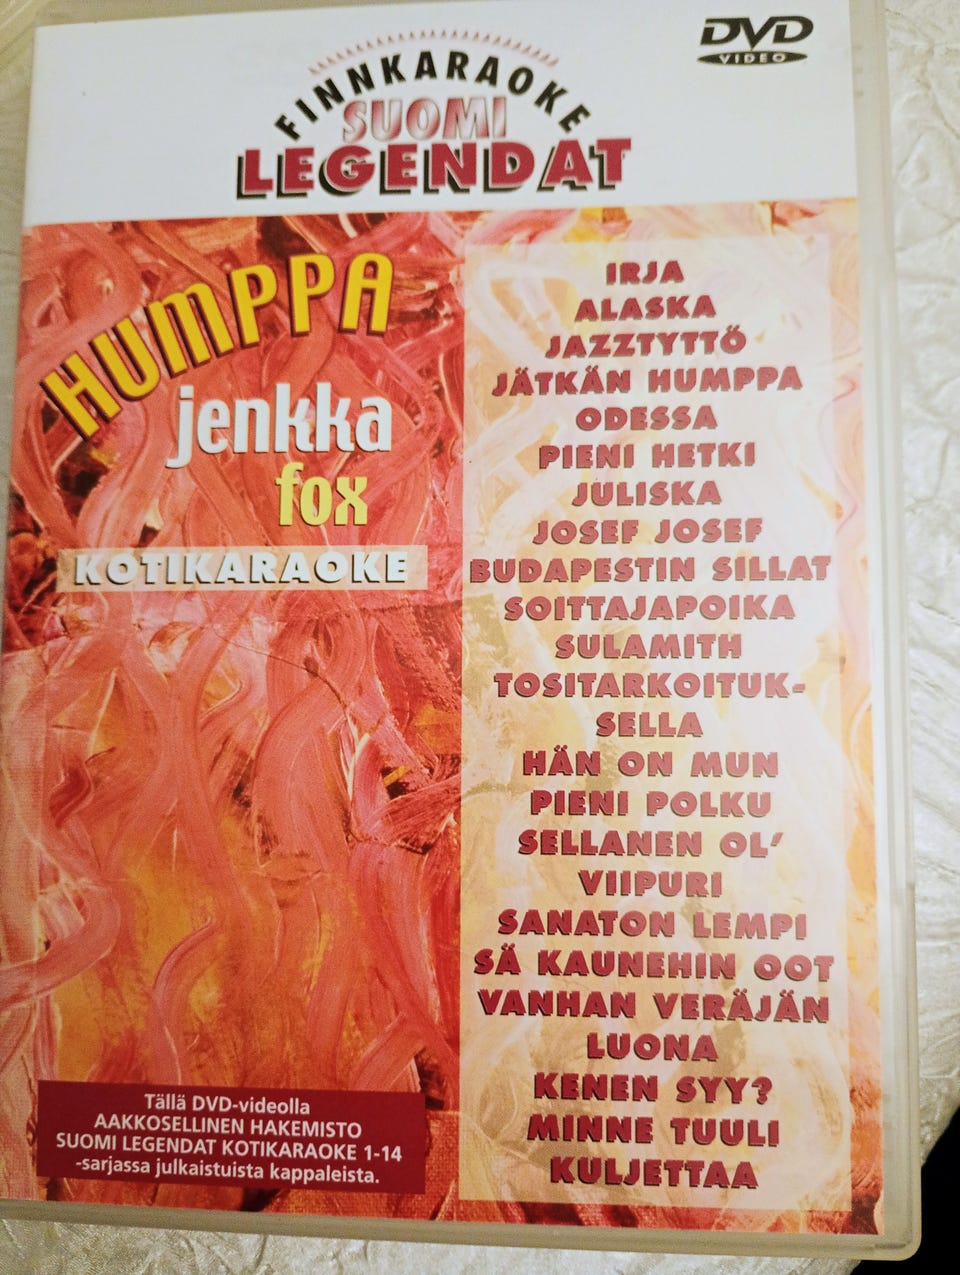 DVD
VIDEO
FINNKARAOKE
SUOMI
LEGENDAT
HUMPPA
jenkka
fox
KOTIKARAOKE
IRJA
ALASKA
JAZZTYTTÖ
JÄTKÄN HUMPPA
ODESSA
PIENI HETKI
JULISKA
JOSEF JOSEF
BUDAPESTIN SILLAT
SOITTAJAPOIKA
SULAMITH
TOSITARKOITUK-
SELLA
HÄN ON MUN
PIENI POLKU
SELLANEN OL'
VIIPURI
SANATON LEMPI
SÄ KAUNEHIN OOT
VANHAN VERÄJÄN
LUONA
KENEN SYY?
MINNE TUULI
KULJETTAA
Tällä DVD-videolla
AAKKOSELLINEN HAKEMISTO
SUOMI LEGENDAT KOTIKARAOKE 1-14
-sarjassa julkaistuista kappaleista.